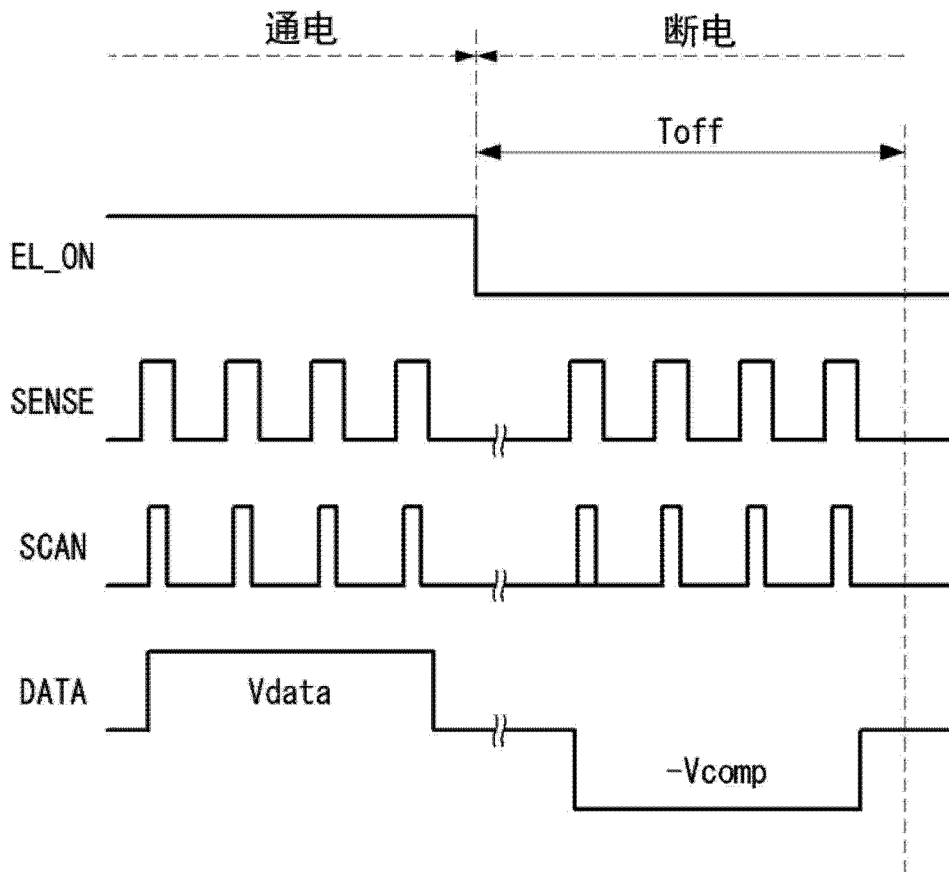 通电
断电
Toff
EL_ON
SENSE
SCAN
DATA
Vdata
-Vcomp